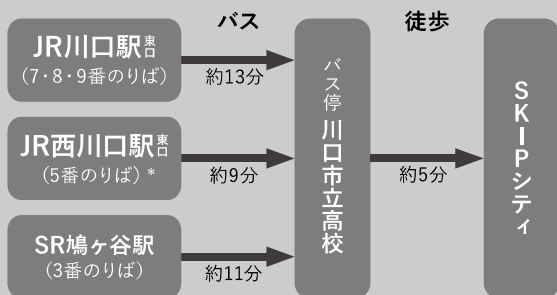 バス
徒歩
JR川口駅東口
(7・8・9番のりば)
約13分
JR西川口駅東口
(5番のりば)*
約9分
SR鳩ヶ谷駅
(3番のりば)
約11分
バス停 川口市立高校
約5分
SKIPシティ